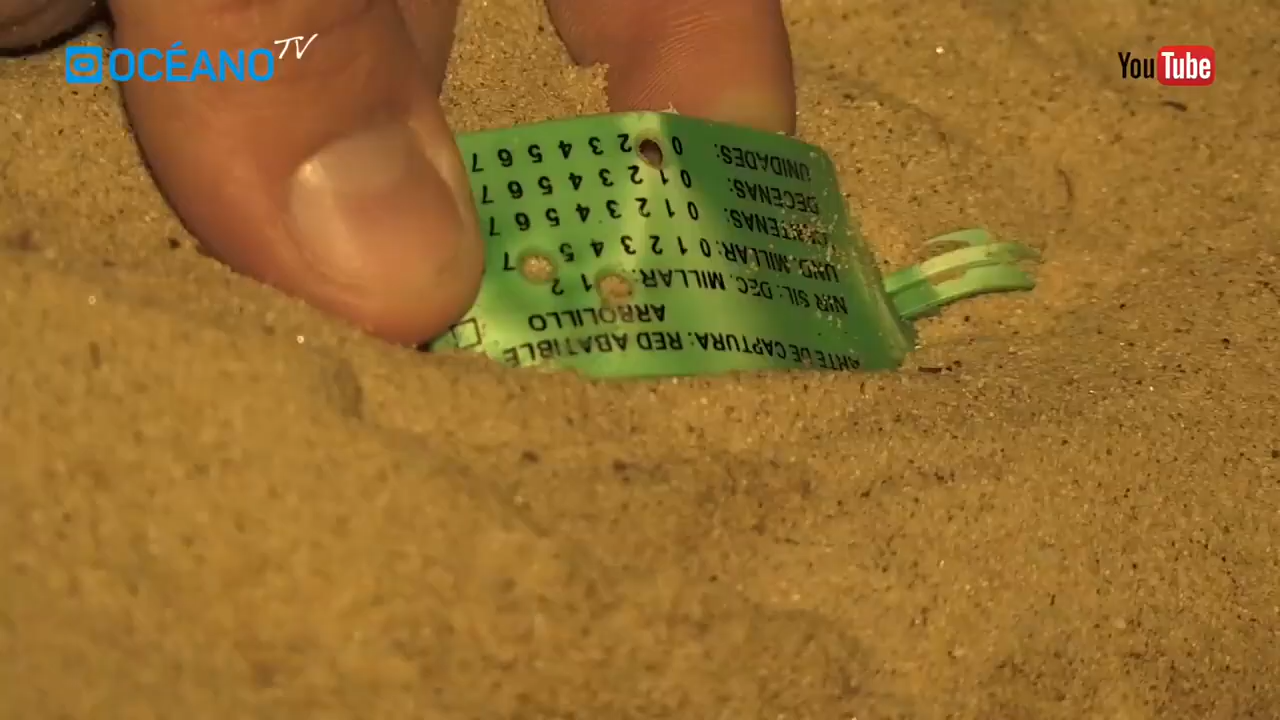 OCÉANO TV
YouTube
ARTE DE CAPTURA: RED ABATIBLE
ARBOLILLO
N/R SIL: DEC. MILLAR: 1 2
UND. MILLAR: 0 1 2 3 4 5 7
CENTENAS: 0 1 2 3 4 5 6 7
DECENAS: 0 1 2 3 4 5 6 7
UNIDADES: 0 2 3 4 5 6 7